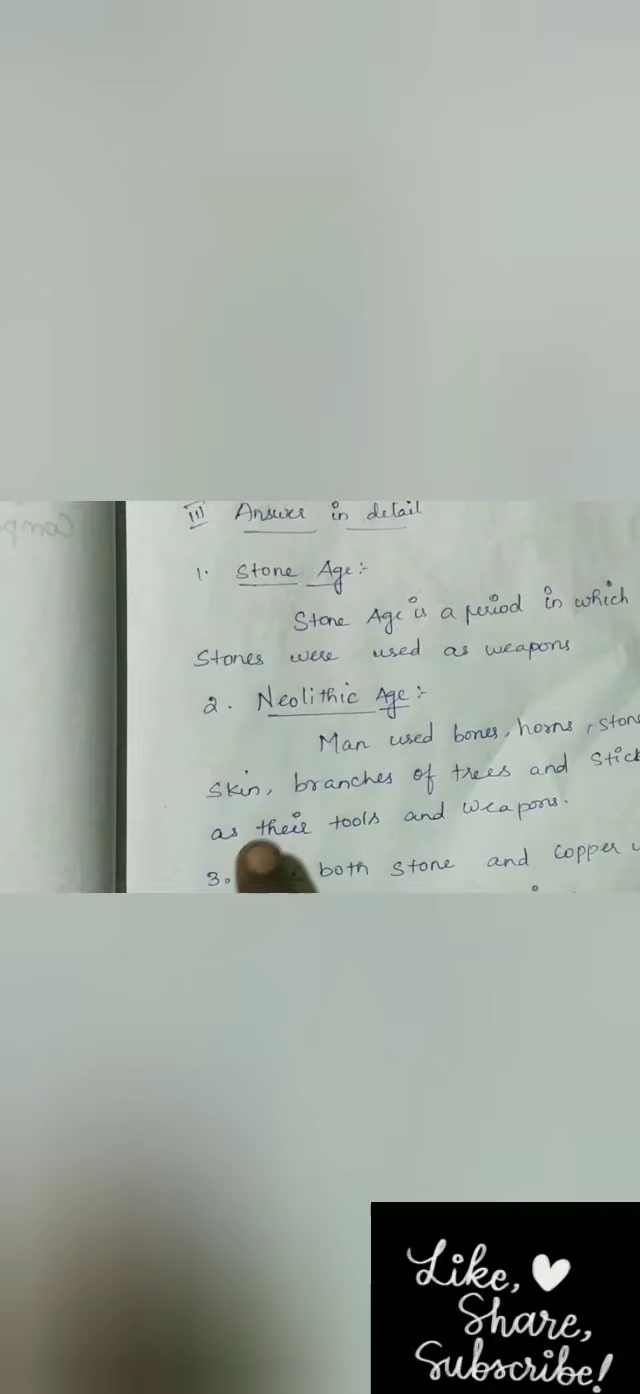 III Answer in detail
1. Stone Age :-
Stone Age is a period in which
Stones were used as weapons
2. Neolithic Age :-
Man used bones, horns, stone
Skin, branches of trees and stick
as their tools and weapons.
3. both stone and copper
Like,
Share,
Subscribe!